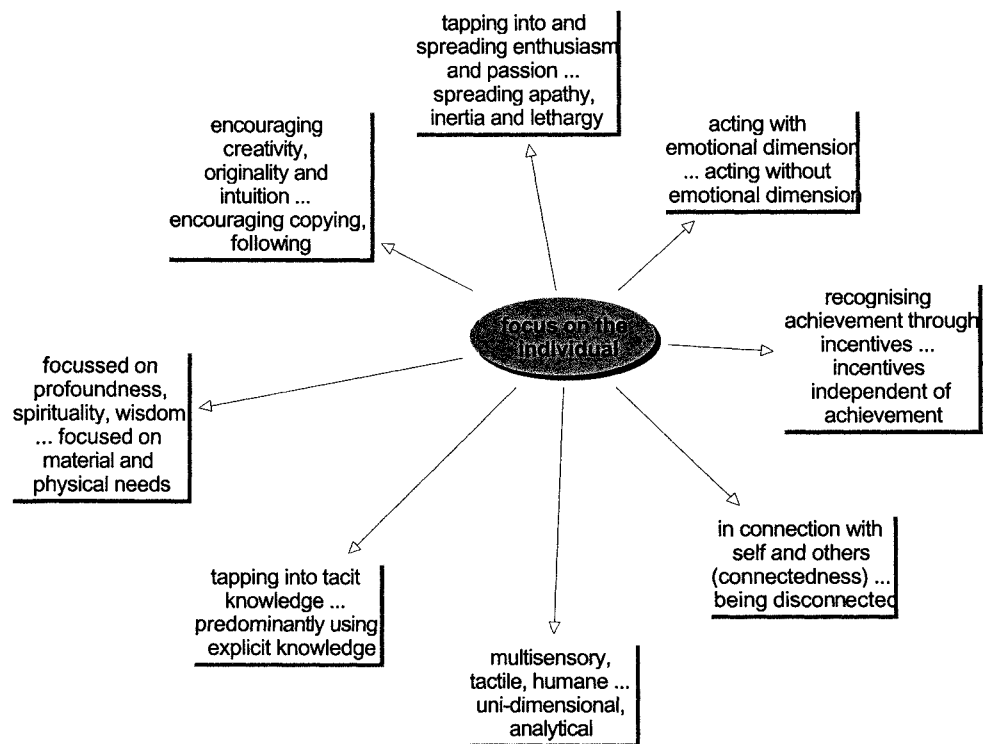 tapping into and
spreading enthusiasm
and passion ...
spreading apathy,
inertia and lethargy
encouraging
creativity,
originality and
intuition ...
encouraging copying,
following
acting with
emotional dimension
... acting without
emotional dimension
focus on the
individual
recognising
achievement through
incentives ...
incentives
independent of
achievement
focussed on
profoundness,
spirituality, wisdom
... focused on
material and
physical needs
in connection with
self and others
(connectedness) ...
being disconnected
tapping into tacit
knowledge ...
predominantly using
explicit knowledge
multisensory,
tactile, humane ...
uni-dimensional,
analytical